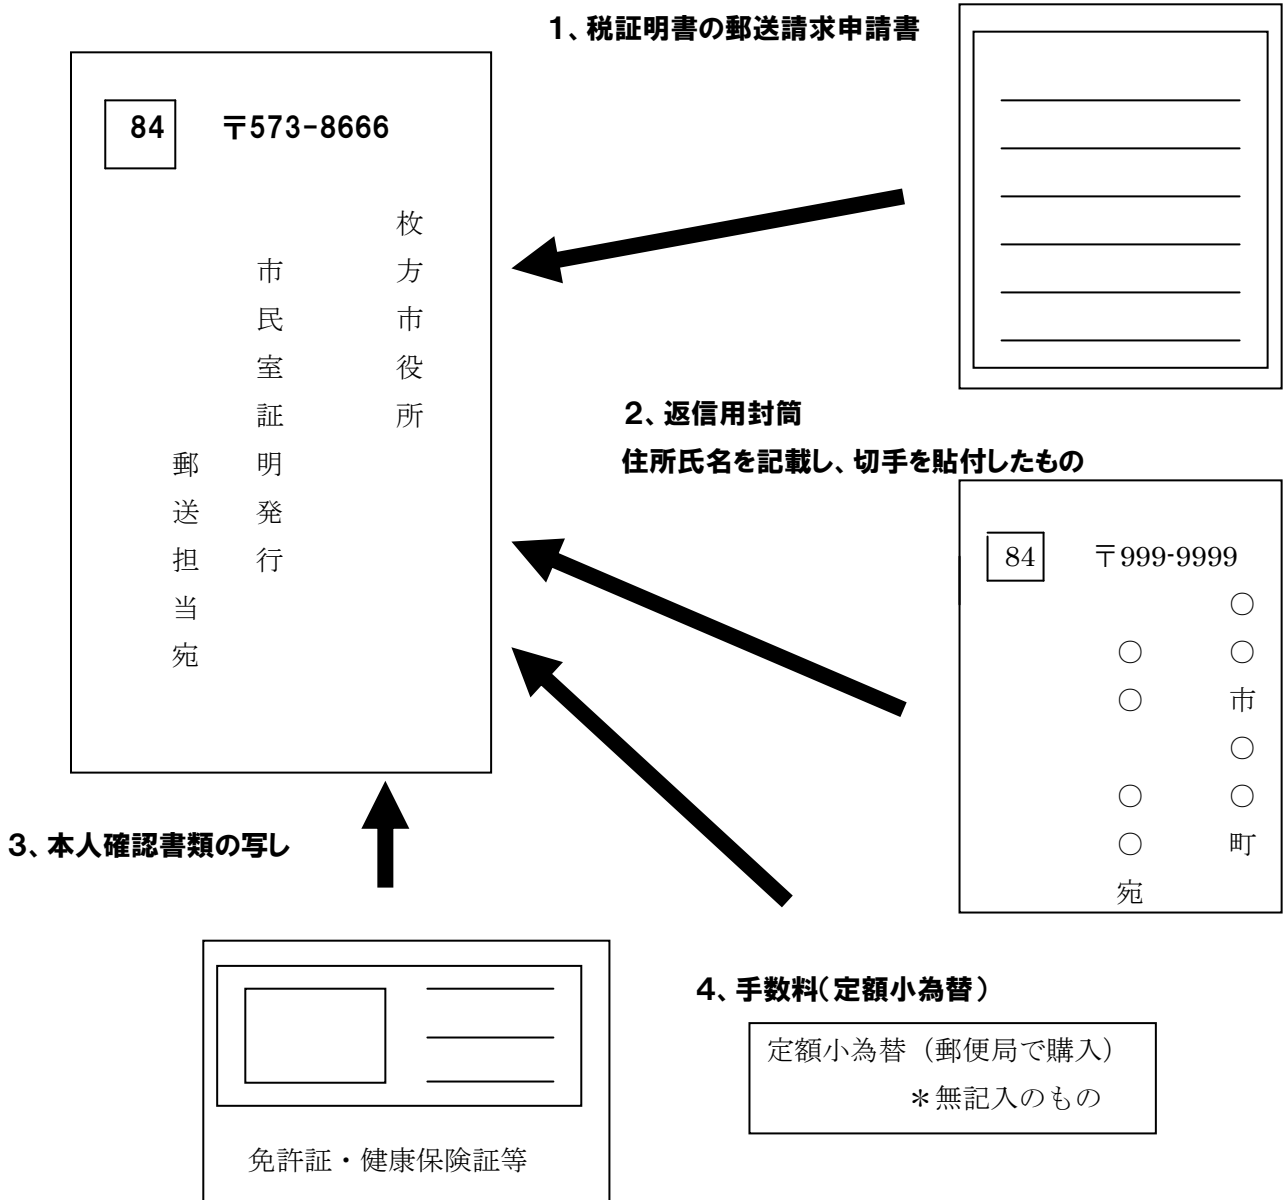 1、税証明書の郵送請求申請書
84
〒573-8666
枚方市役所
市民室証明発行
郵送担当宛
2、返信用封筒
住所氏名を記載し、切手を貼付したもの
84
〒999-9999
○○市○○町
○○ ○○宛
3、本人確認書類の写し
免許証・健康保険証等
4、手数料(定額小為替)
定額小為替（郵便局で購入）
＊無記入のもの